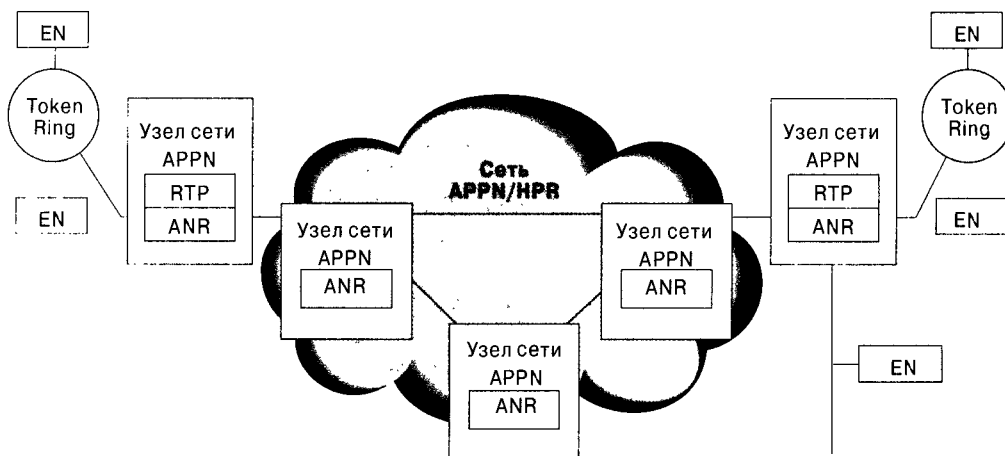 EN
Token
Ring
EN
Узел сети
APPN
RTP
ANR
Сеть
APPN/HPR
Узел сети
APPN
ANR
Узел сети
APPN
ANR
Узел сети
APPN
ANR
Узел сети
APPN
RTP
ANR
EN
Token
Ring
EN
EN